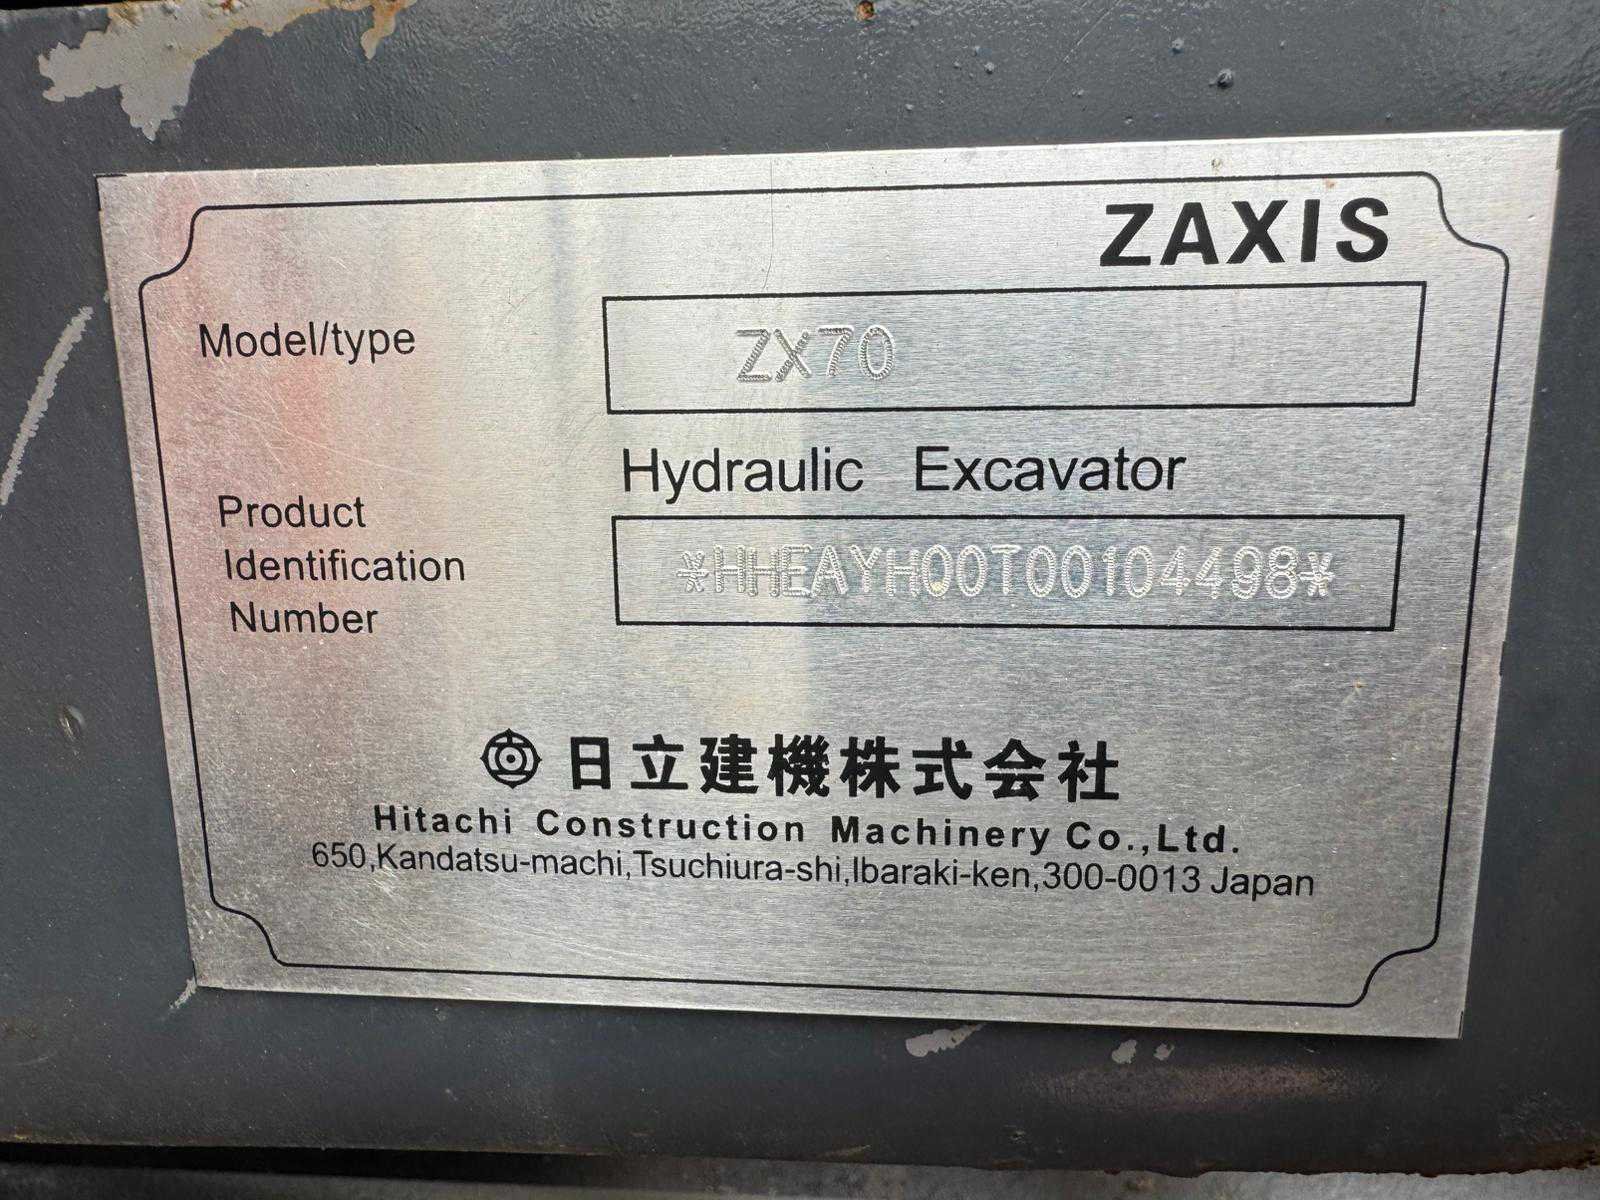 ZAXIS
Model/type
ZX70
Hydraulic Excavator
Product
Identification
Number
*HHEAYH00T00104498*
日立建機株式会社
Hitachi Construction Machinery Co.,Ltd.
650,Kandatsu-machi,Tsuchiura-shi,Ibaraki-ken,300-0013 Japan